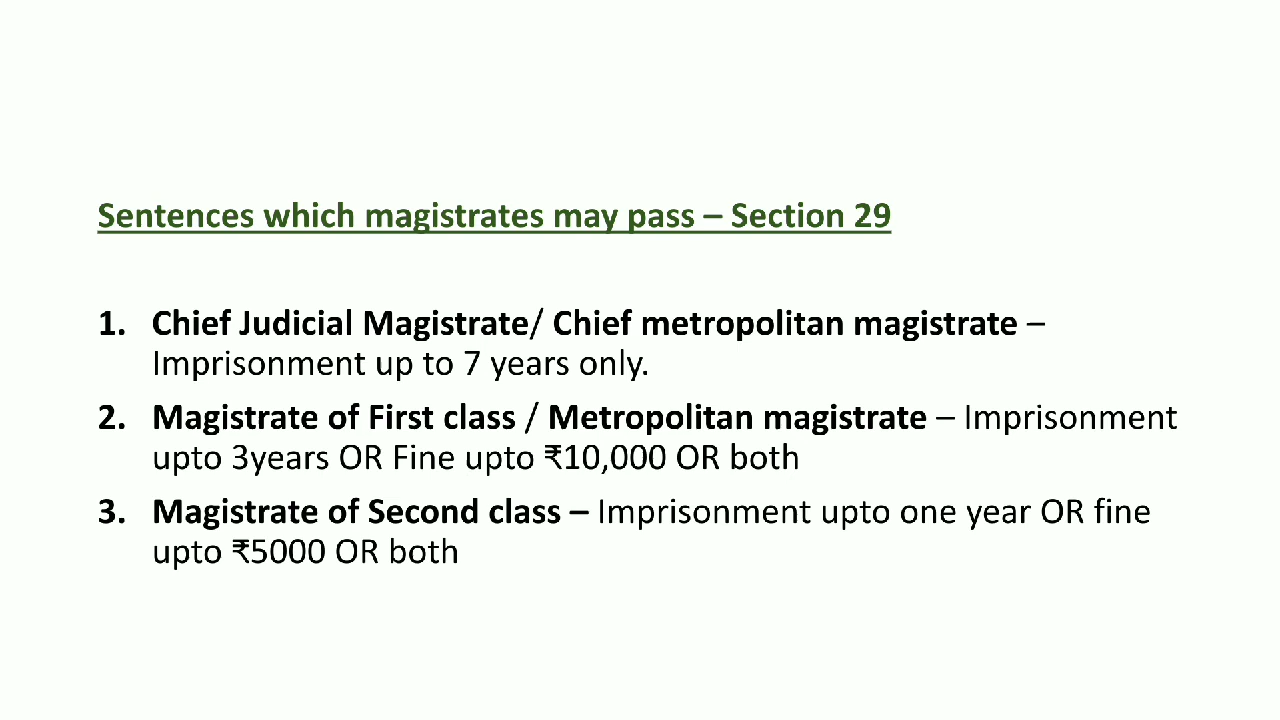 Sentences which magistrates may pass – Section 29
1. Chief Judicial Magistrate/ Chief metropolitan magistrate –
Imprisonment up to 7 years only.
2. Magistrate of First class / Metropolitan magistrate – Imprisonment
upto 3years OR Fine upto ₹10,000 OR both
3. Magistrate of Second class – Imprisonment upto one year OR fine
upto ₹5000 OR both